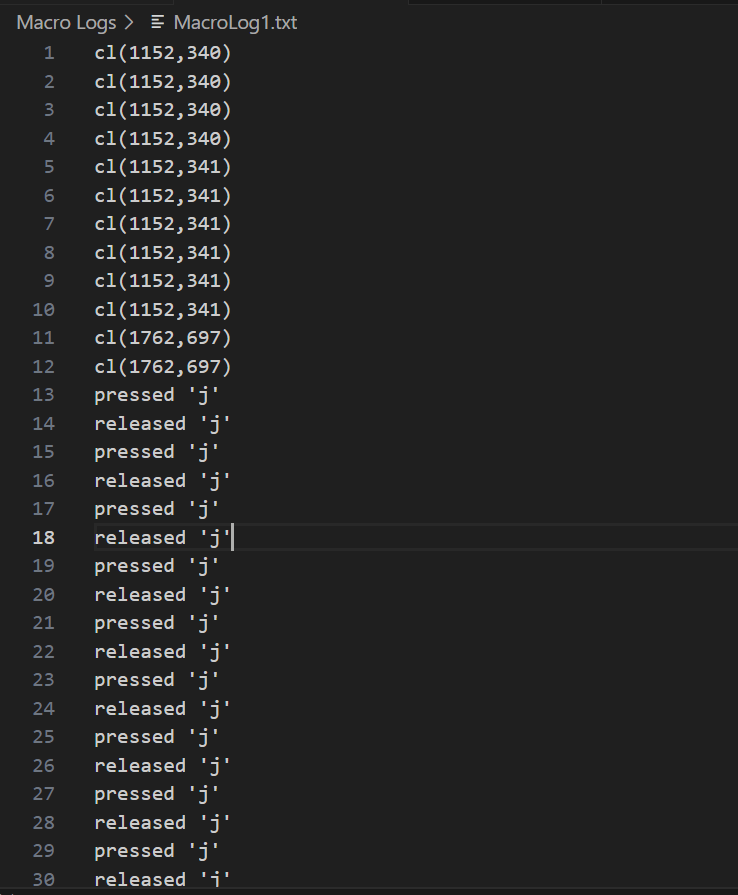 Macro Logs > MacroLog1.txt
1 cl(1152,340)
2 cl(1152,340)
3 cl(1152,340)
4 cl(1152,340)
5 cl(1152,341)
6 cl(1152,341)
7 cl(1152,341)
8 cl(1152,341)
9 cl(1152,341)
10 cl(1152,341)
11 cl(1762,697)
12 cl(1762,697)
13 pressed 'j'
14 released 'j'
15 pressed 'j'
16 released 'j'
17 pressed 'j'
18 released 'j'
19 pressed 'j'
20 released 'j'
21 pressed 'j'
22 released 'j'
23 pressed 'j'
24 released 'j'
25 pressed 'j'
26 released 'j'
27 pressed 'j'
28 released 'j'
29 pressed 'j'
30 released 'j'